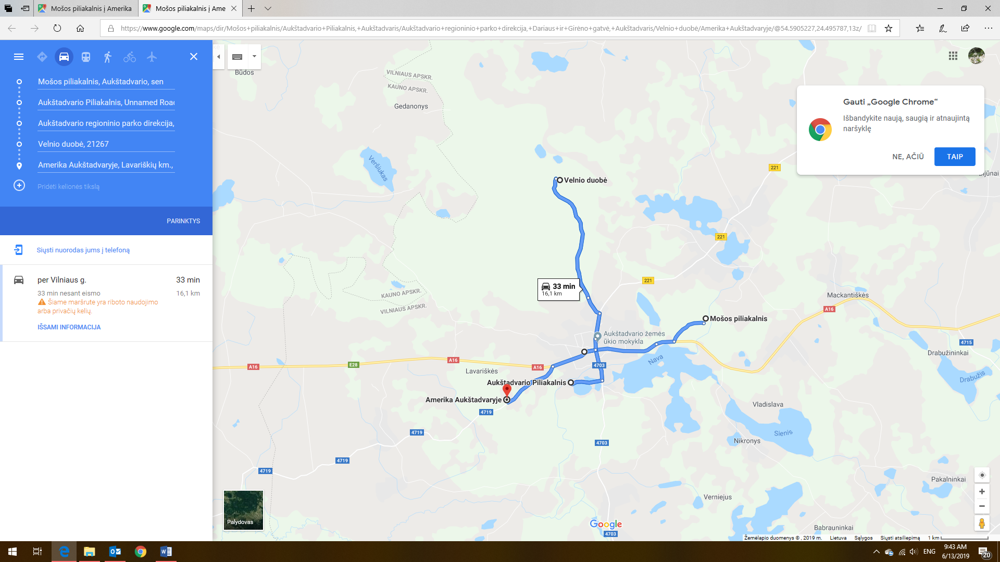 Mošos piliakalnis į Amerika
Mošos piliakalnis į Ame
https://www.google.com/maps/dir/Mošos+piliakalnis/Aukštadvario+Piliakalnis,+Aukštadvaris/Aukštadvario+regioninio+parko+direkcija,+Dariaus+ir+Girėno+gatvė,+Aukštadvaris/Velnio+duobė/Amerika+Aukštadvaryje/@54.5905227,24.495787,13z/
Mošos piliakalnis, Aukštadvario, sen
Aukštadvario Piliakalnis, Unnamed Road
Aukštadvario regioninio parko direkcija,
Velnio duobė, 21267
Amerika Aukštadvaryje, Lavariškių km.,
Pridėti kelionės tikslą
PARINKTYS
Siųsti nuorodas jums į telefoną
per Vilniaus g.
33 min
33 min nesant eismo
16,1 km
Šiame maršrute yra riboto naudojimo
arba privačių kelių.
IŠSAMI INFORMACIJA
Būdos
VILNIAUS APSKR.
KAUNO APSKR.
Gedanonys
Veršiukas
Velnio duobė
221
Gauti „Google Chrome“
Išbandykite naują, saugią ir atnaujintą
naršyklę
NE, AČIŪ
TAIP
Bijūnai
221
221
KAUNO APSKR.
VILNIAUS APSKR.
33 min
16,1 km
Mackantiškės
A16
Mošos piliakalnis
Aukštadvario žemės
ūkio mokykla
4715
Drabužininkai
Drabužis
Nava
A16
E28
A16
A16
4703
Lavariškės
Aukštadvario Piliakalnis
Amerika Aukštadvaryje
4719
Vladislava
4719
Sienis
Nikronys
4703
4719
4719
Pakalninkai
Verniejus
Babrauninkai
Palydovas
Google
4703
Žemėlapio duomenys © , 2019 m.
Lietuva
Sąlygos
Siųsti atsiliepimą
1 km
ENG
9:43 AM
6/13/2019
20